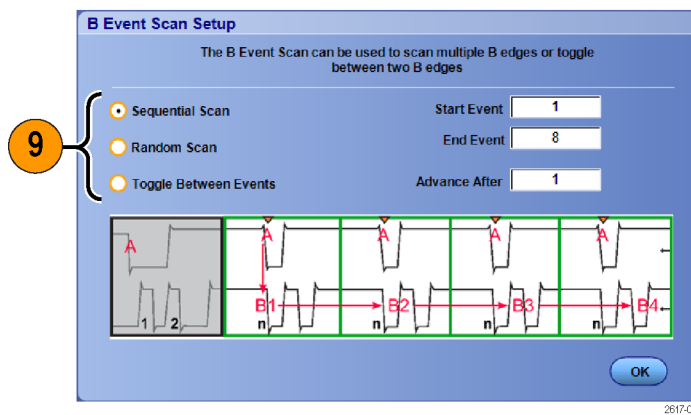 B Event Scan Setup
The B Event Scan can be used to scan multiple B edges or toggle
between two B edges
9
Sequential Scan
Random Scan
Toggle Between Events
Start Event 1
End Event 8
Advance After 1
A A A A A
B1 B2 B3 B4
1 2 n n n n
OK
2617-0